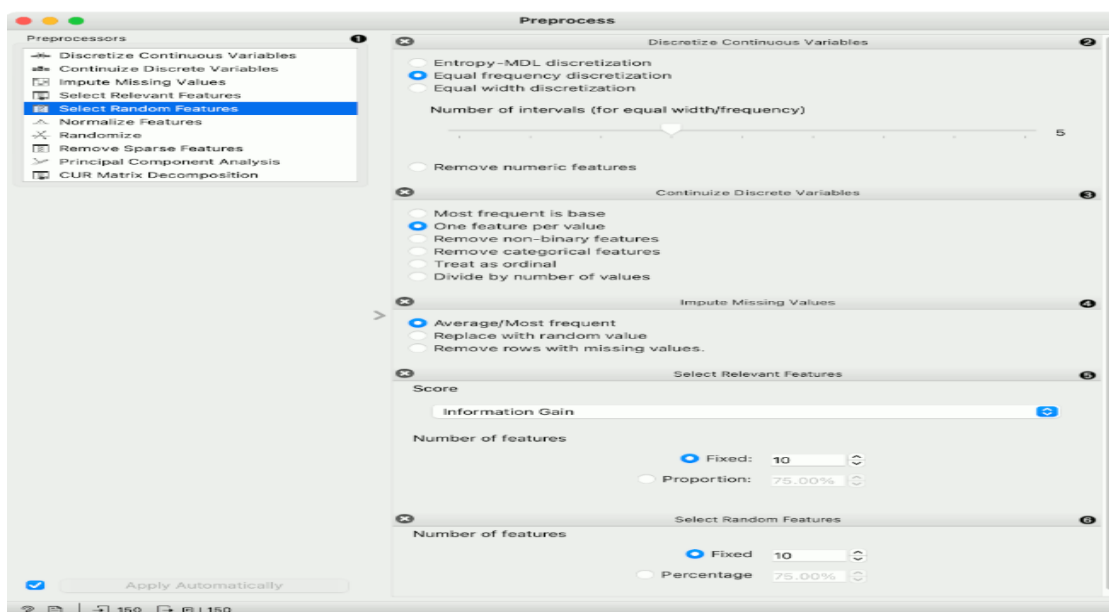 Preprocess
Preprocessors
1
Discretize Continuous Variables
Continuize Discrete Variables
Impute Missing Values
Select Relevant Features
Select Random Features
Normalize Features
Randomize
Remove Sparse Features
Principal Component Analysis
CUR Matrix Decomposition
Apply Automatically
? 150 150
Discretize Continuous Variables
2
Entropy-MDL discretization
Equal frequency discretization
Equal width discretization
Number of intervals (for equal width/frequency)
5
Remove numeric features
Continuize Discrete Variables
3
Most frequent is base
One feature per value
Remove non-binary features
Remove categorical features
Treat as ordinal
Divide by number of values
Impute Missing Values
4
Average/Most frequent
Replace with random value
Remove rows with missing values.
Select Relevant Features
5
Score
Information Gain
Number of features
Fixed: 10
Proportion: 75.00%
Select Random Features
6
Number of features
Fixed 10
Percentage 75.00%